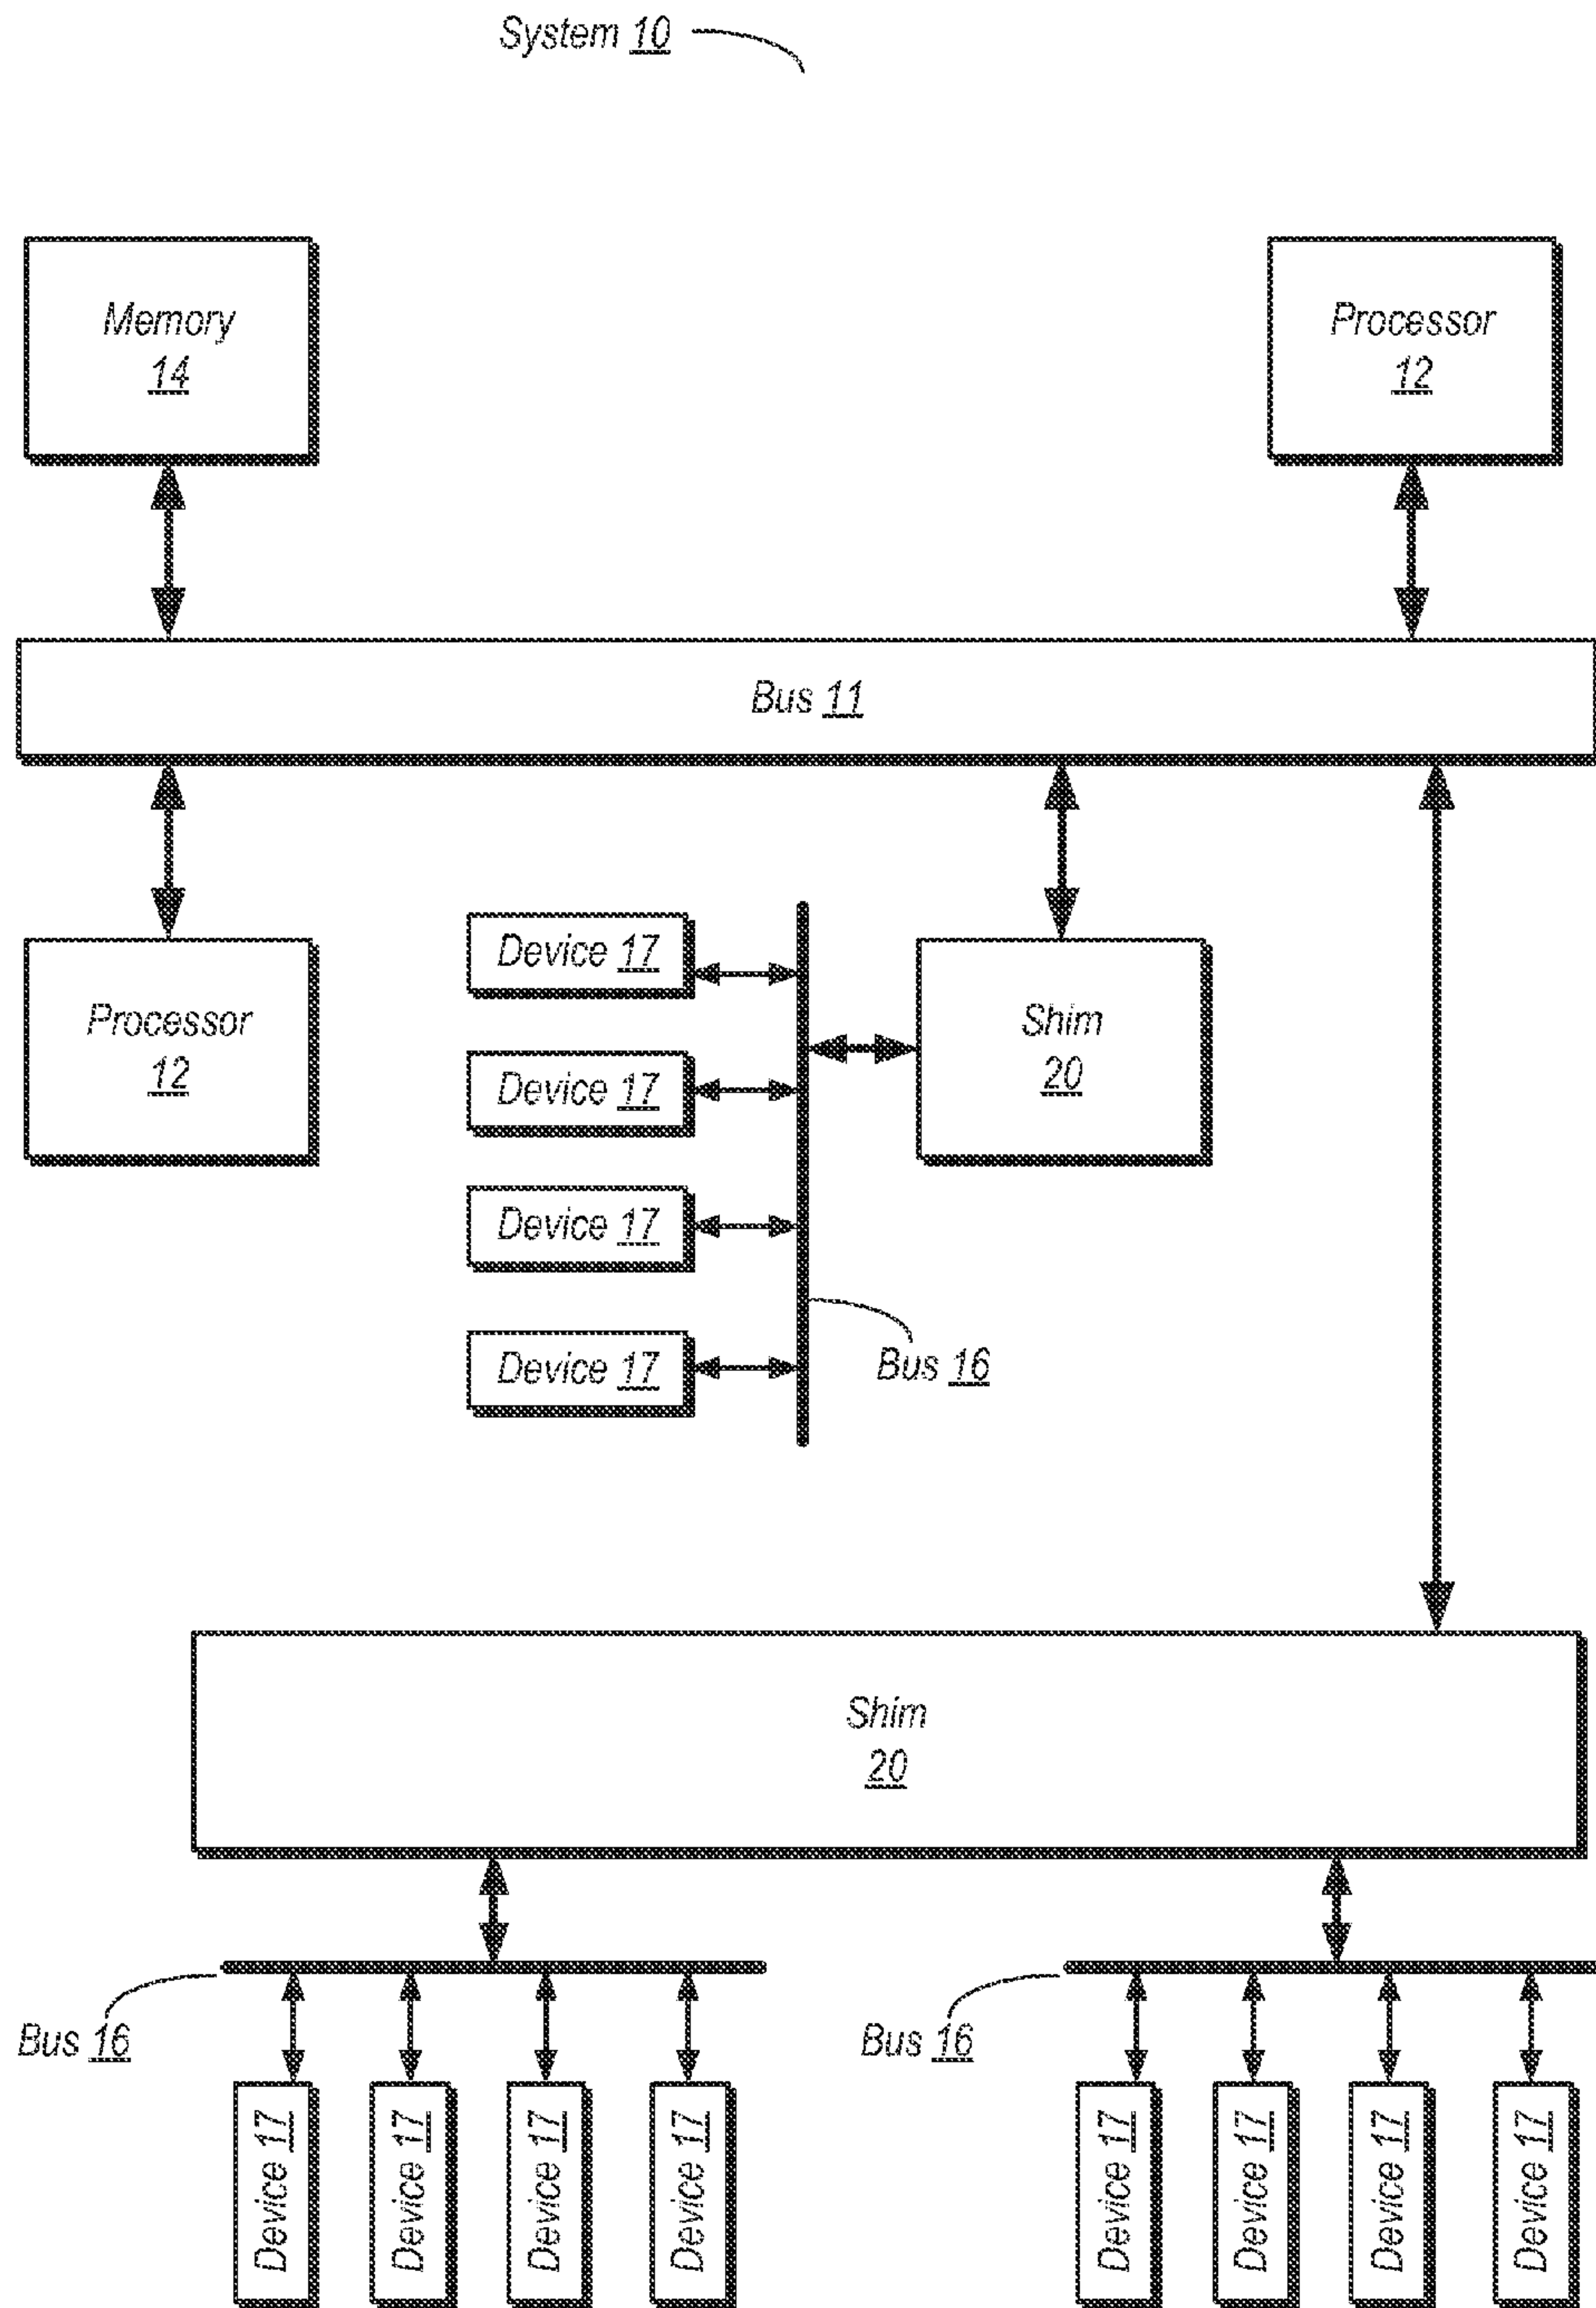 System 10
Memory
14
Processor
12
Bus 11
Processor
12
Device 17
Device 17
Device 17
Device 17
Shim
20
Bus 16
Shim
20
Bus 16
Bus 16
Device 17
Device 17
Device 17
Device 17
Device 17
Device 17
Device 17
Device 17